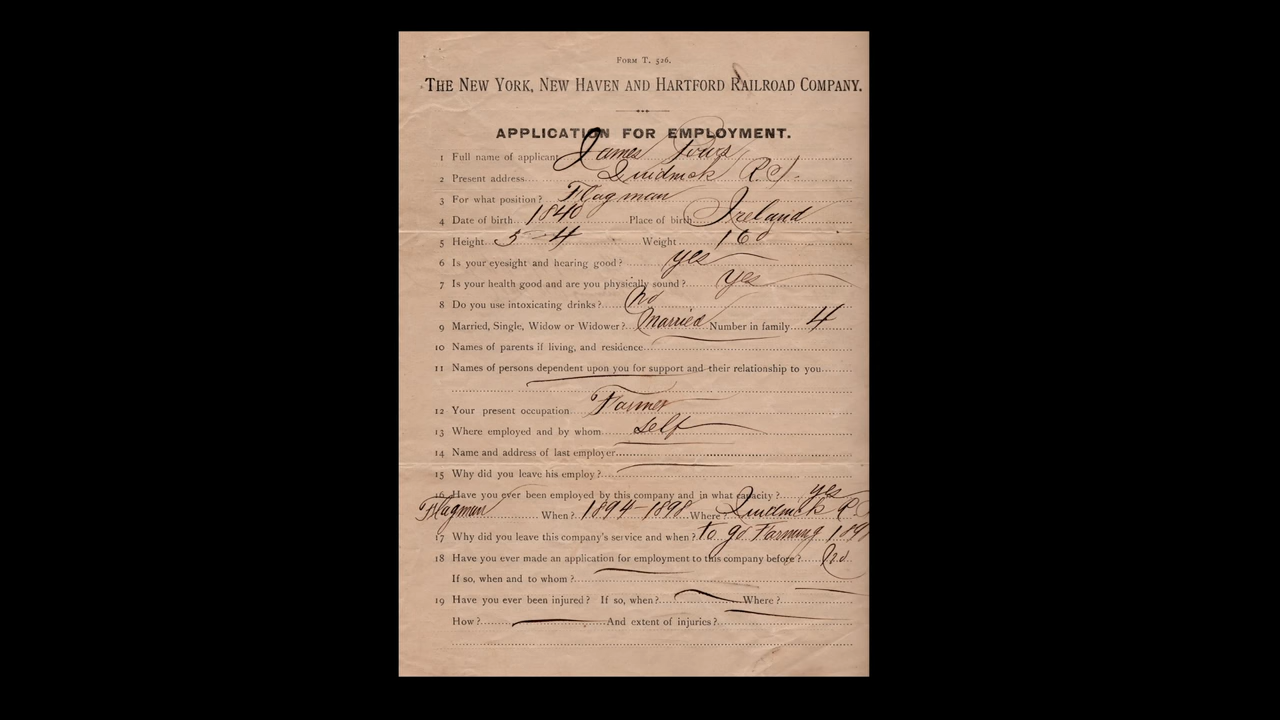 FORM T. 526.
THE NEW YORK, NEW HAVEN AND HARTFORD RAILROAD COMPANY.
APPLICATION FOR EMPLOYMENT.
1 Full name of applicant James
2 Present address Quidnick R.I.
3 For what position? Flagman
4 Date of birth 1840 Place of birth Ireland
5 Height 5-4 Weight 160
6 Is your eyesight and hearing good? yes
7 Is your health good and are you physically sound? yes
8 Do you use intoxicating drinks? No
9 Married, Single, Widow or Widower? Married Number in family 4
10 Names of parents if living, and residence
11 Names of persons dependent upon you for support and their relationship to you
12 Your present occupation Farmer
13 Where employed and by whom self
14 Name and address of last employer
15 Why did you leave his employ?
16 Have you ever been employed by this company and in what capacity? yes
Flagman When? 1894-1898 Where? Quidnick R.I
17 Why did you leave this company's service and when? to go Farming 1898
18 Have you ever made an application for employment to this company before? No
If so, when and to whom?
19 Have you ever been injured? If so, when? Where?
How? And extent of injuries?